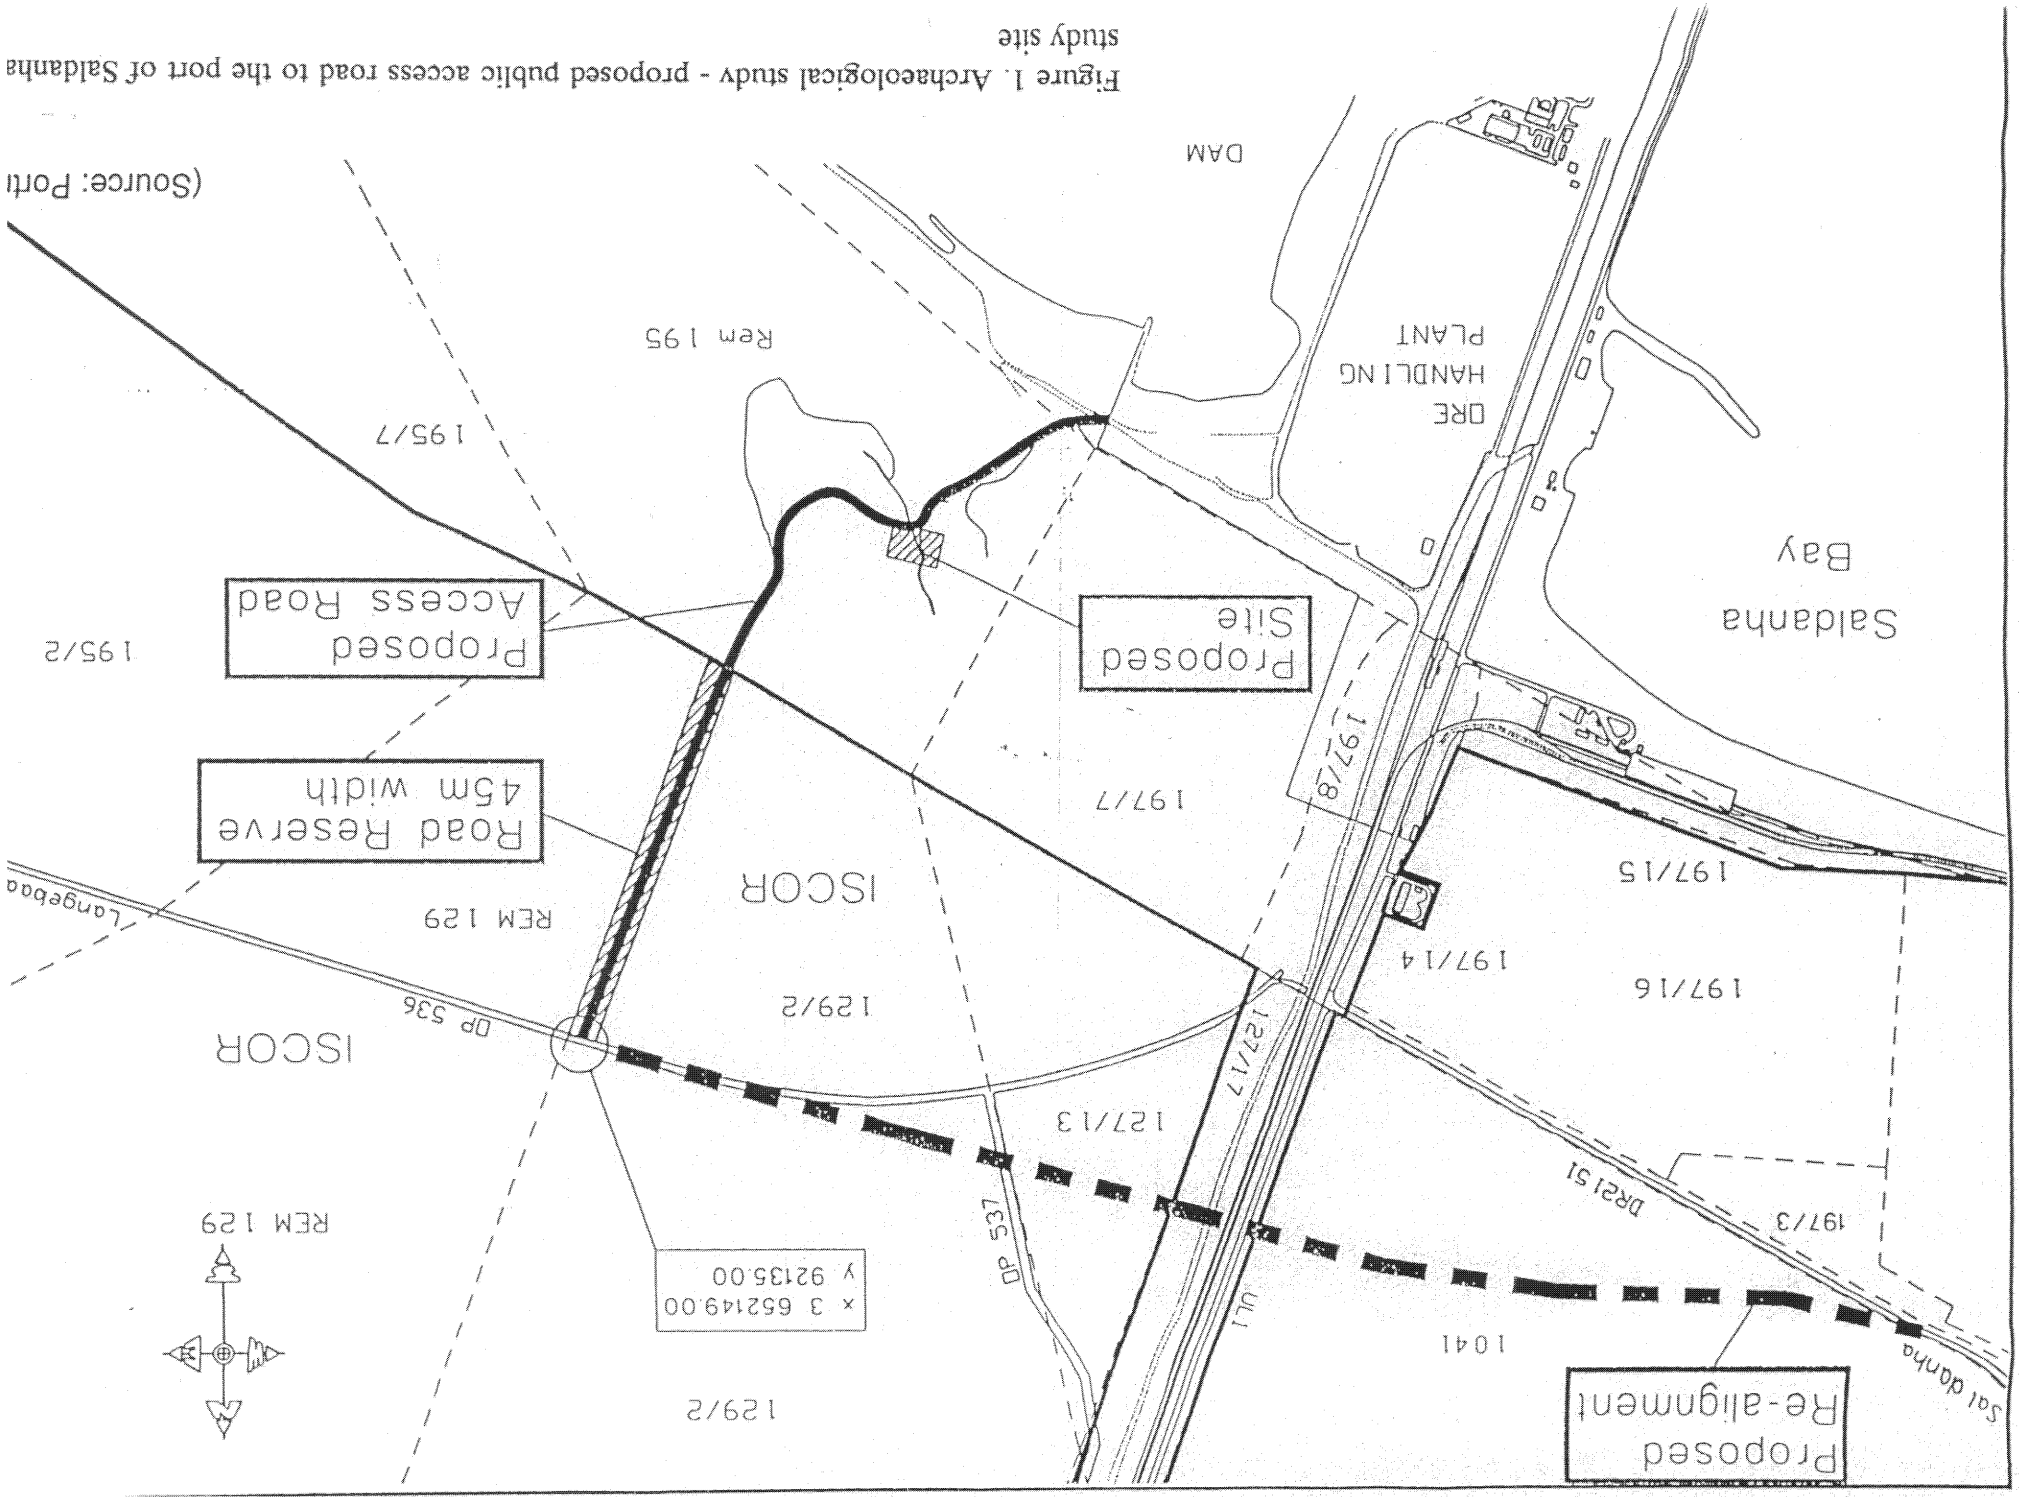 Proposed
Re-alignment
Saldanha
1041
UL1
129/2
x 3 652149.00
y 92135.00
REM 129
197/3
DR2151
DP 537
127/13
127/17
ISCOR
DP 536
129/2
197/16
197/14
REM 129
Langebaa
197/15
ISCOR
Road Reserve
45m width
197/7
197/8
Saldanha
Bay
Proposed
Site
Proposed
Access Road
195/2
195/7
ORE
HANDLING
PLANT
Rem 195
DAM
(Source: Port
Figure 1. Archaeological study - proposed public access road to the port of Saldanha
study site